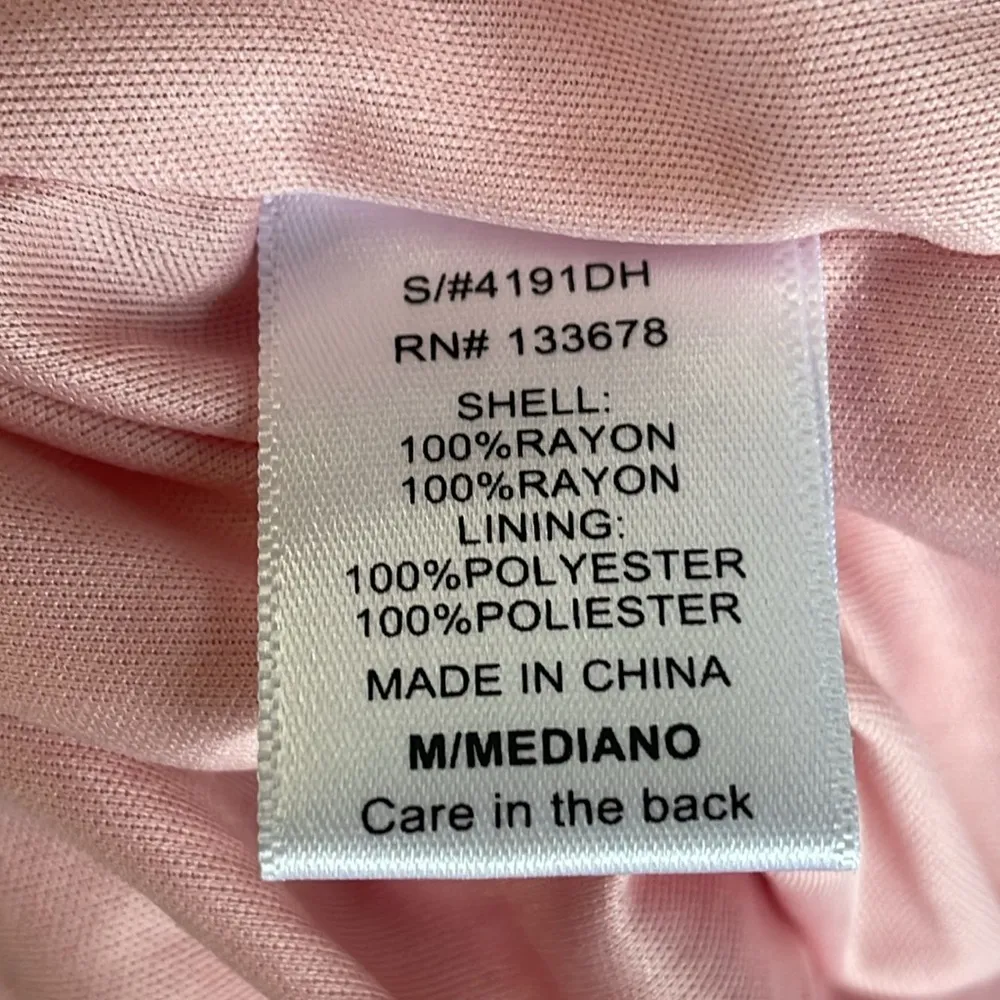 S/#4191DH
RN# 133678
SHELL:
100%RAYON
100%RAYON
LINING:
100%POLYESTER
100%POLIESTER
MADE IN CHINA
M/MEDIANO
Care in the back